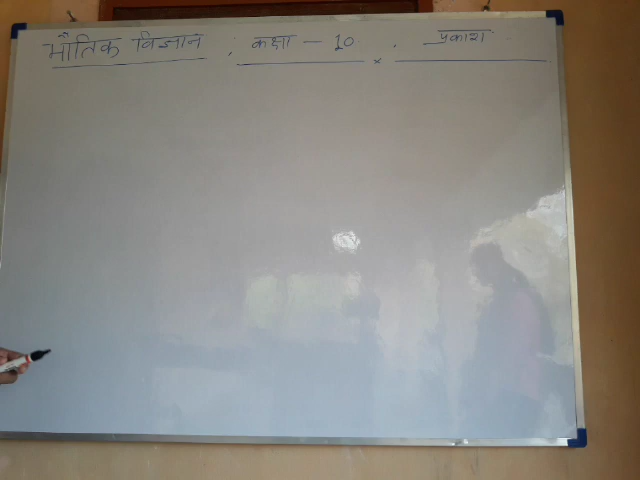 भौतिक विज्ञान , कक्षा - 10 , प्रकाश